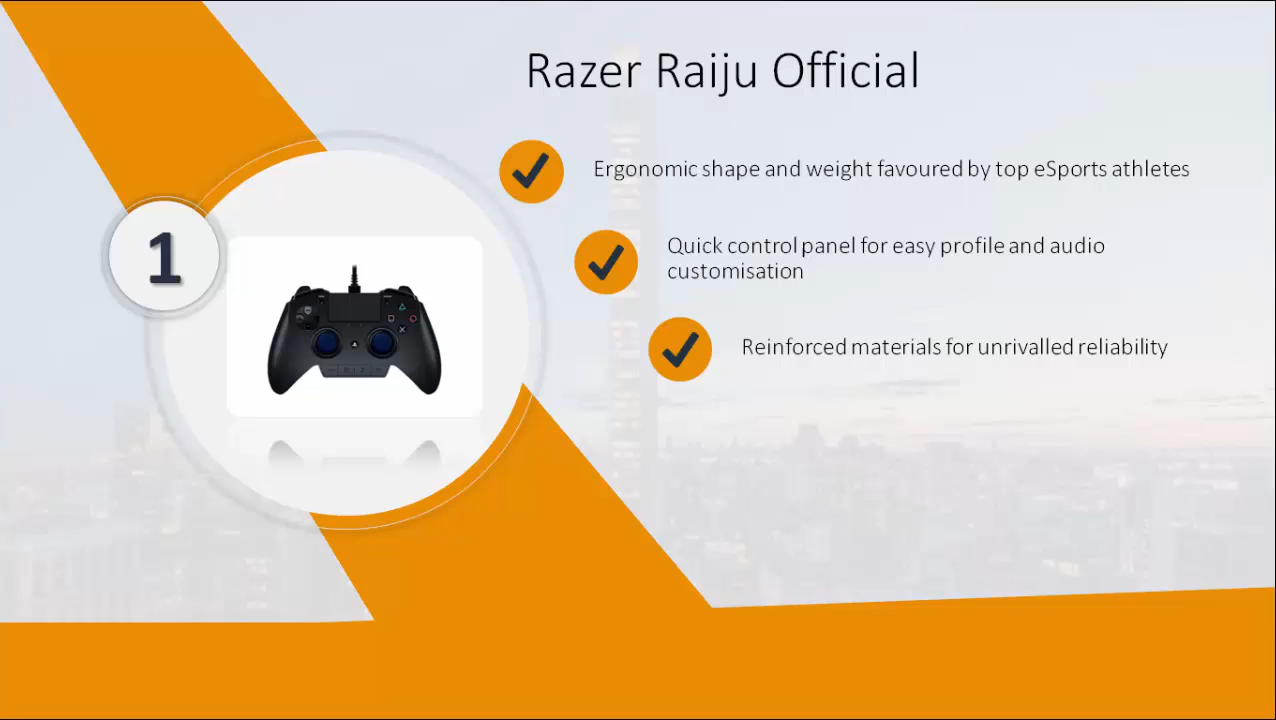 Razer Raiju Official
1
Ergonomic shape and weight favoured by top eSports athletes
Quick control panel for easy profile and audio
customisation
Reinforced materials for unrivalled reliability